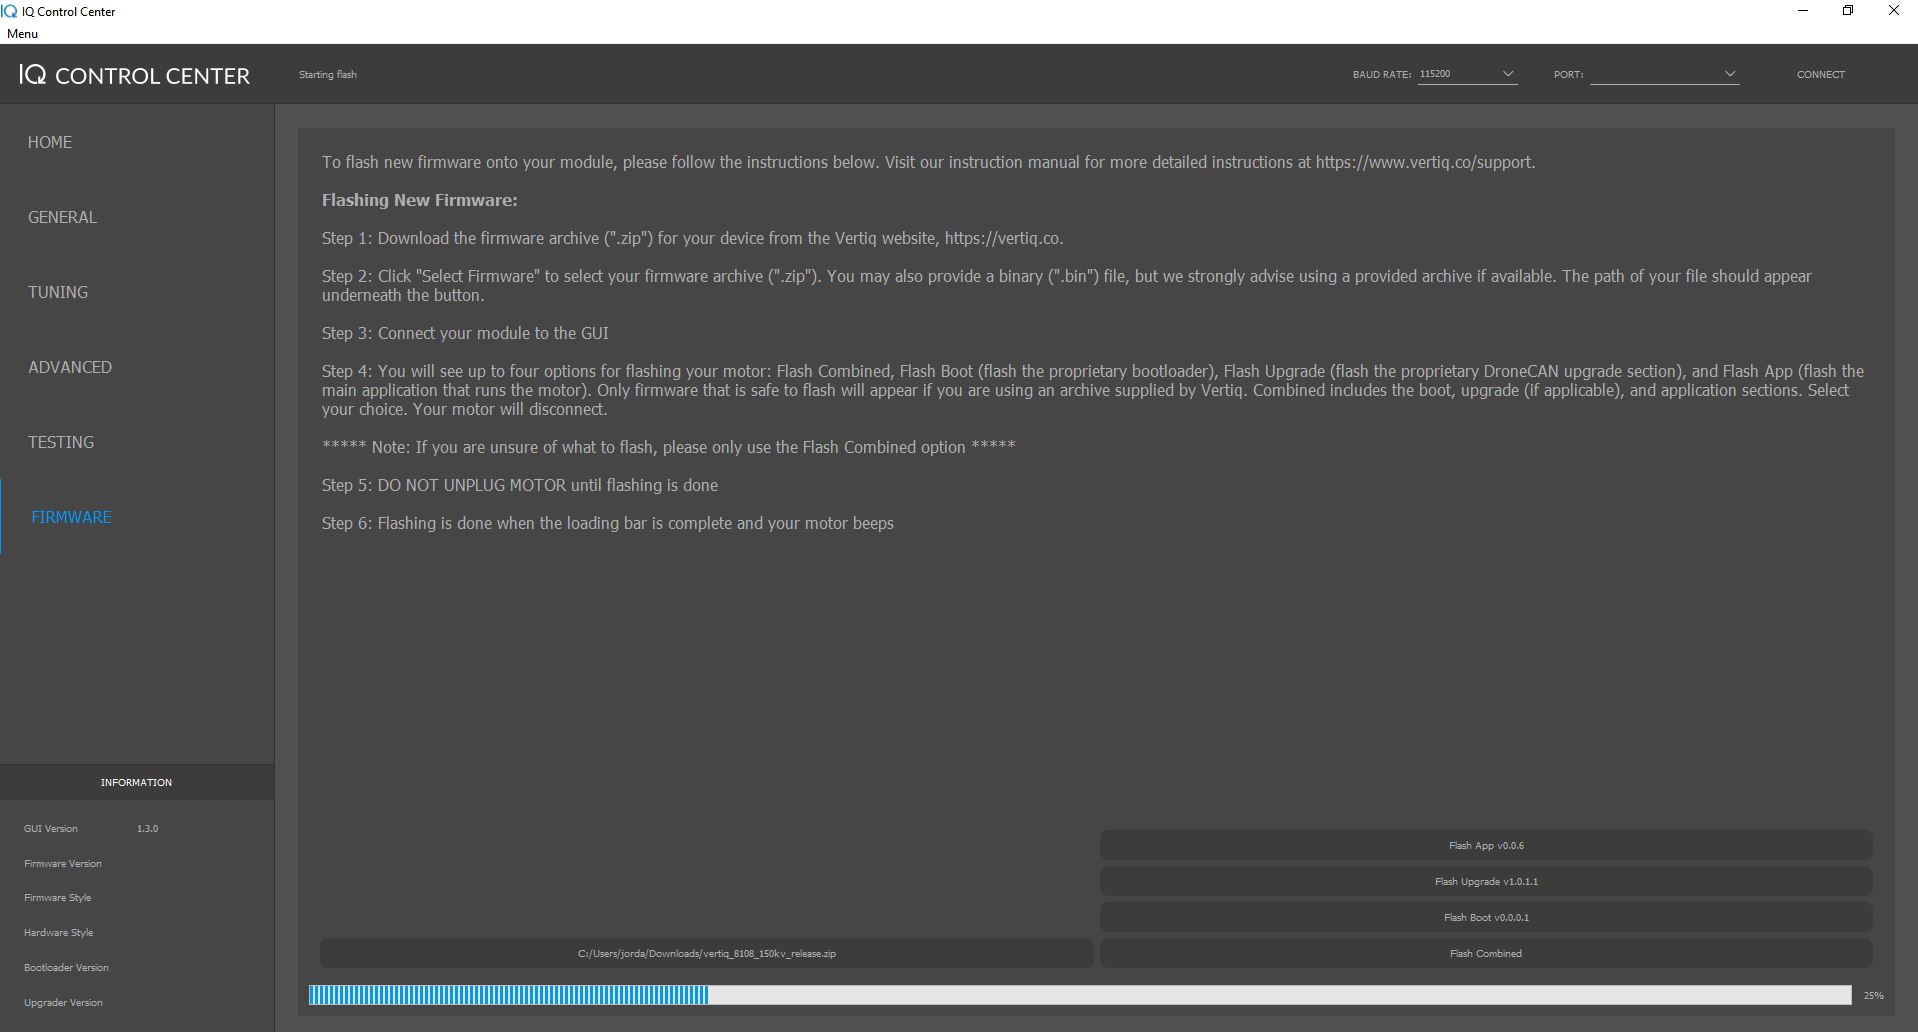 IQ Control Center
Menu
IQ CONTROL CENTER
Starting flash
BAUD RATE: 115200
PORT:
CONNECT
HOME
GENERAL
TUNING
ADVANCED
TESTING
FIRMWARE
To flash new firmware onto your module, please follow the instructions below. Visit our instruction manual for more detailed instructions at https://www.vertiq.co/support.
Flashing New Firmware:
Step 1: Download the firmware archive (".zip") for your device from the Vertiq website, https://vertiq.co.
Step 2: Click "Select Firmware" to select your firmware archive (".zip"). You may also provide a binary (".bin") file, but we strongly advise using a provided archive if available. The path of your file should appear
underneath the button.
Step 3: Connect your module to the GUI
Step 4: You will see up to four options for flashing your motor: Flash Combined, Flash Boot (flash the proprietary bootloader), Flash Upgrade (flash the proprietary DroneCAN upgrade section), and Flash App (flash the
main application that runs the motor). Only firmware that is safe to flash will appear if you are using an archive supplied by Vertiq. Combined includes the boot, upgrade (if applicable), and application sections. Select
your choice. Your motor will disconnect.
***** Note: If you are unsure of what to flash, please only use the Flash Combined option *****
Step 5: DO NOT UNPLUG MOTOR until flashing is done
Step 6: Flashing is done when the loading bar is complete and your motor beeps
INFORMATION
GUI Version 1.3.0
Firmware Version
Firmware Style
Hardware Style
Bootloader Version
Upgrader Version
Flash App v0.0.6
Flash Upgrade v1.0.1.1
Flash Boot v0.0.0.1
C:/Users/jorda/Downloads/vertiq_8108_150kv_release.zip
Flash Combined
25%